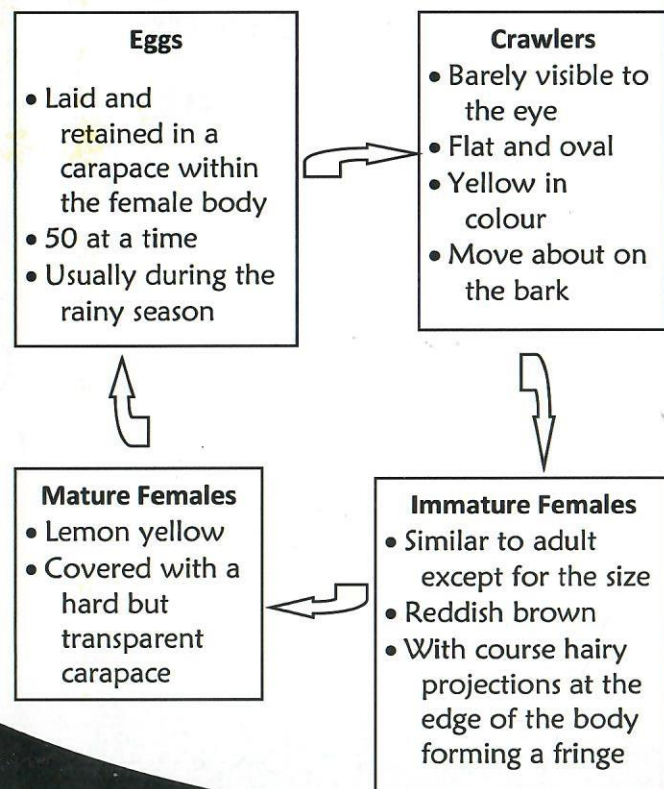 Eggs
• Laid and
retained in a
carapace within
the female body
• 50 at a time
• Usually during the
rainy season
Crawlers
• Barely visible to
the eye
• Flat and oval
• Yellow in
colour
• Move about on
the bark
Immature Females
• Similar to adult
except for the size
• Reddish brown
• With course hairy
projections at the
edge of the body
forming a fringe
Mature Females
• Lemon yellow
• Covered with a
hard but
transparent
carapace